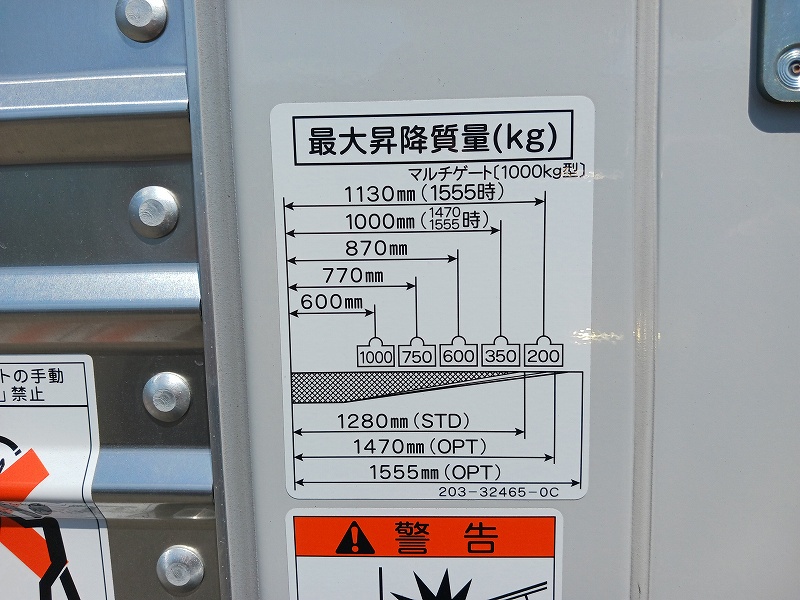 最大昇降質量(kg)
マルチゲート〔1000kg型〕
1130mm(1555時)
1000mm(1470 1555時)
870mm
770mm
600mm
1000 750 600 350 200
1280mm(STD)
1470mm(OPT)
1555mm(OPT)
203-32465-0C
トの手動
」禁止
警告